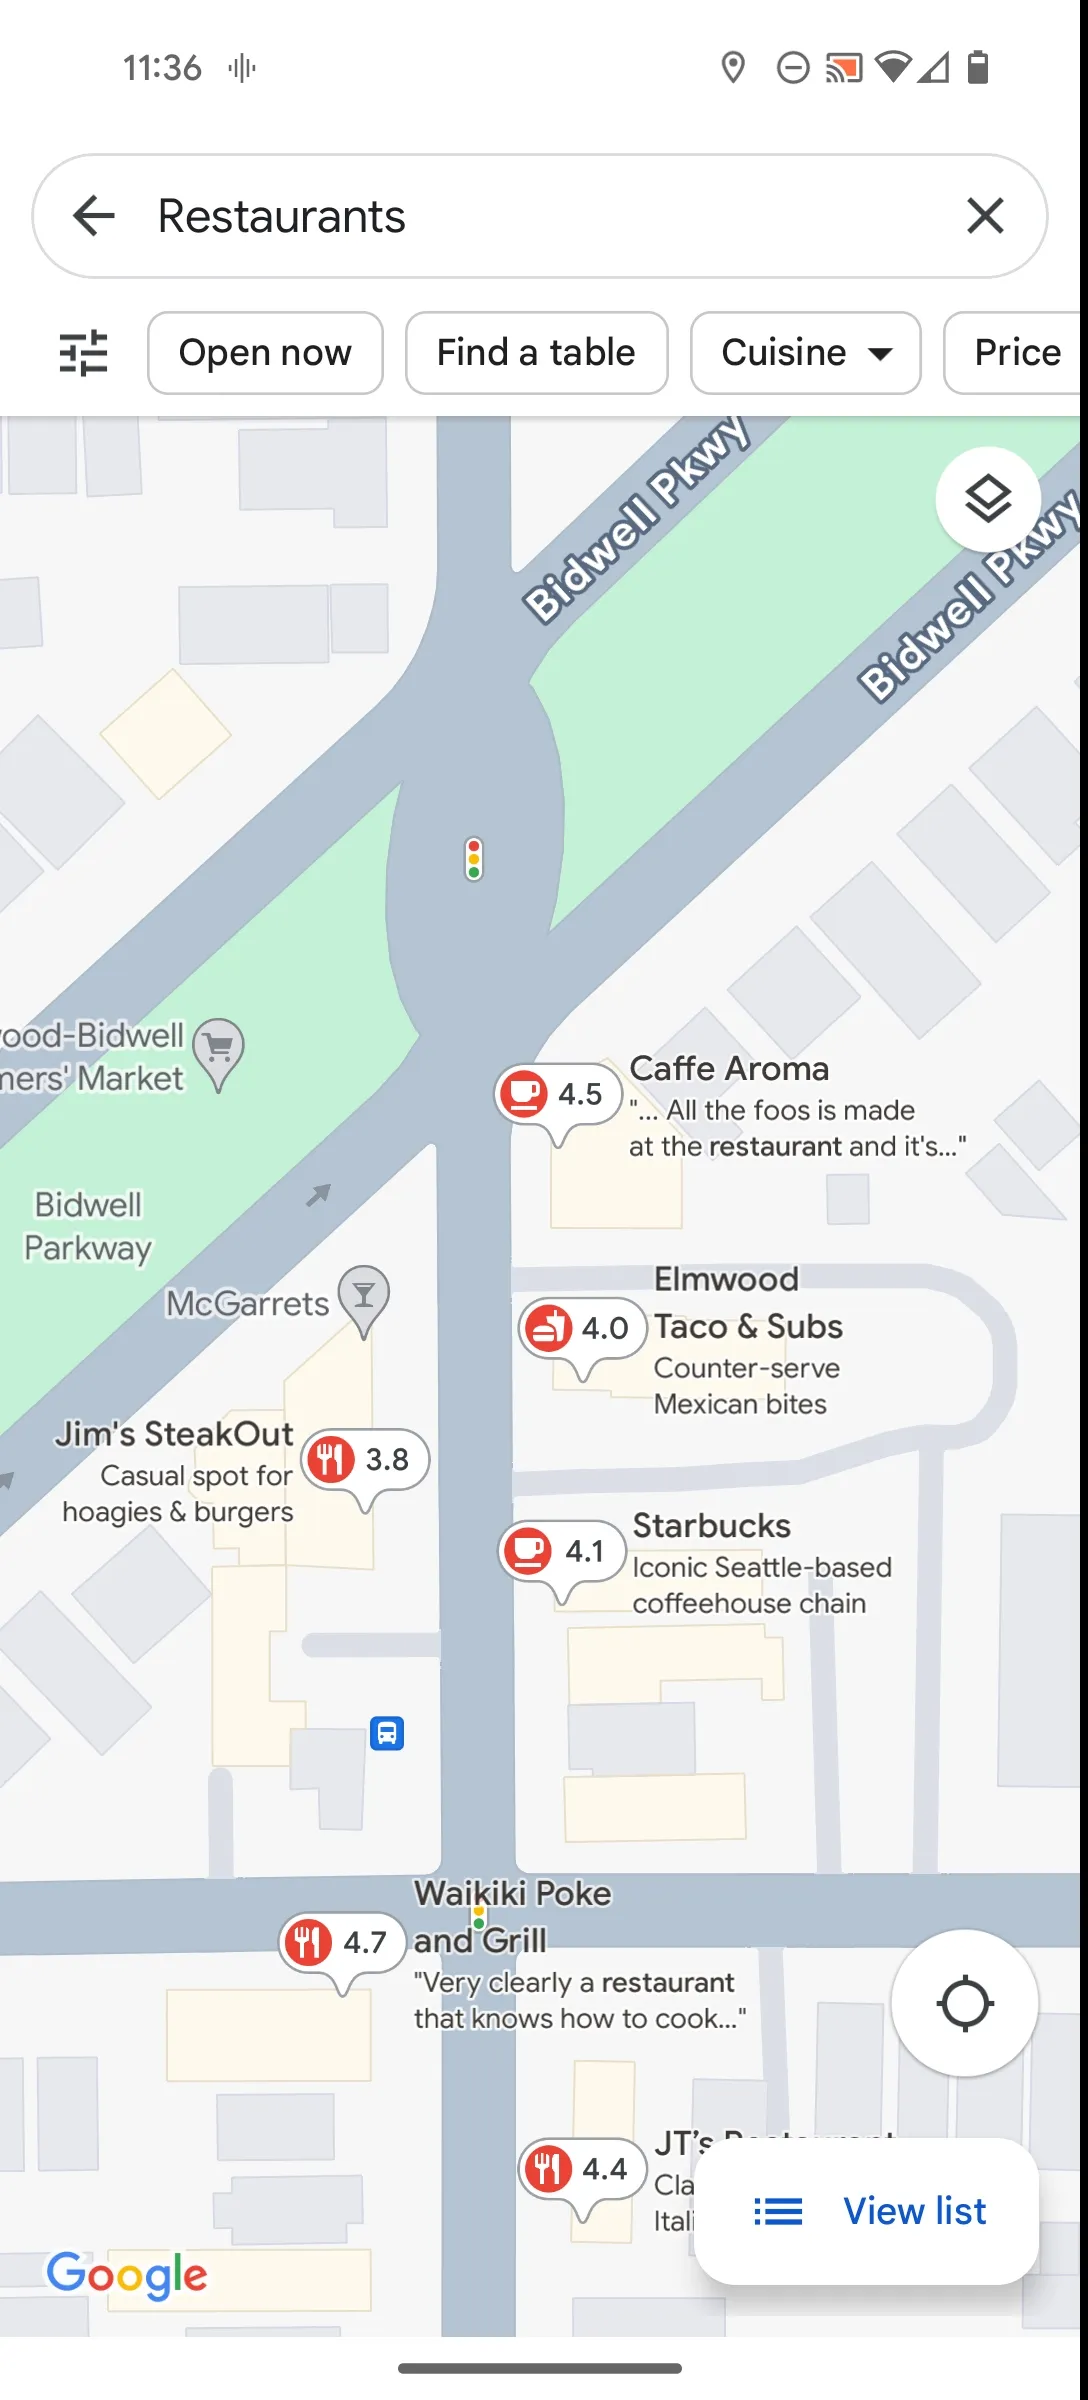 11:36
Restaurants
Open now
Find a table
Cuisine
Price
Bidwell Pkwy
Bidwell Pkwy
ood-Bidwell
ners' Market
Caffe Aroma
4.5
"... All the foos is made
at the restaurant and it's..."
Bidwell
Parkway
McGarrets
Elmwood
Taco & Subs
4.0
Counter-serve
Mexican bites
Jim's SteakOut
3.8
Casual spot for
hoagies & burgers
Starbucks
4.1
Iconic Seattle-based
coffeehouse chain
Waikiki Poke
and Grill
4.7
"Very clearly a restaurant
that knows how to cook..."
JT's Restaurant
4.4
Cla
Itali
View list
Google